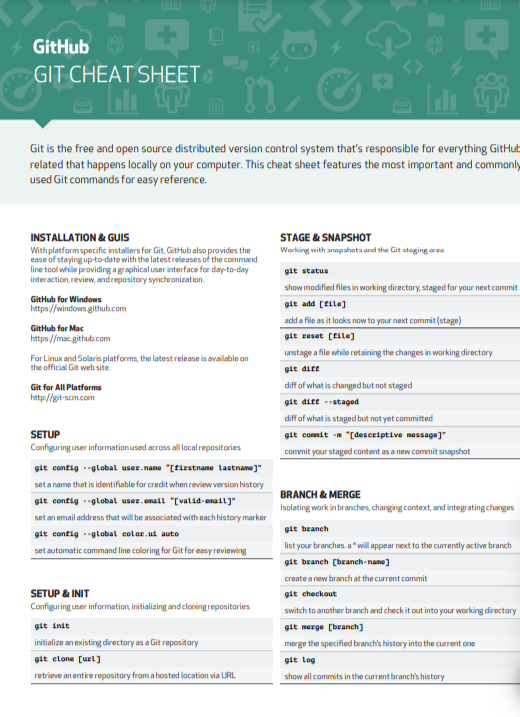 GitHub
GIT CHEAT SHEET
Git is the free and open source distributed version control system that's responsible for everything GitHub
related that happens locally on your computer. This cheat sheet features the most important and commonly
used Git commands for easy reference.
INSTALLATION & GUIS
With platform specific installers for Git, GitHub also provides the
ease of staying up-to-date with the latest releases of the command
line tool while providing a graphical user interface for day-to-day
interaction, review, and repository synchronization.
GitHub for Windows
https://windows.github.com
GitHub for Mac
https://mac.github.com
For Linux and Solaris platforms, the latest release is available on
the official Git web site.
Git for All Platforms
http://git-scm.com
SETUP
Configuring user information used across all local repositories
git config --global user.name "[firstname lastname]"
set a name that is identifiable for credit when review version history
git config --global user.email "[valid-email]"
set an email address that will be associated with each history marker
git config --global color.ui auto
set automatic command line coloring for Git for easy reviewing
SETUP & INIT
Configuring user information, initializing and cloning repositories
git init
initialize an existing directory as a Git repository
git clone [url]
retrieve an entire repository from a hosted location via URL
STAGE & SNAPSHOT
Working with snapshots and the Git staging area
git status
show modified files in working directory, staged for your next commit
git add [file]
add a file as it looks now to your next commit (stage)
git reset [file]
unstage a file while retaining the changes in working directory
git diff
diff of what is changed but not staged
git diff --staged
diff of what is staged but not yet committed
git commit -m "[descriptive message]"
commit your staged content as a new commit snapshot
BRANCH & MERGE
Isolating work in branches, changing context, and integrating changes
git branch
list your branches. a * will appear next to the currently active branch
git branch [branch-name]
create a new branch at the current commit
git checkout
switch to another branch and check it out into your working directory
git merge [branch]
merge the specified branch's history into the current one
git log
show all commits in the current branch's history